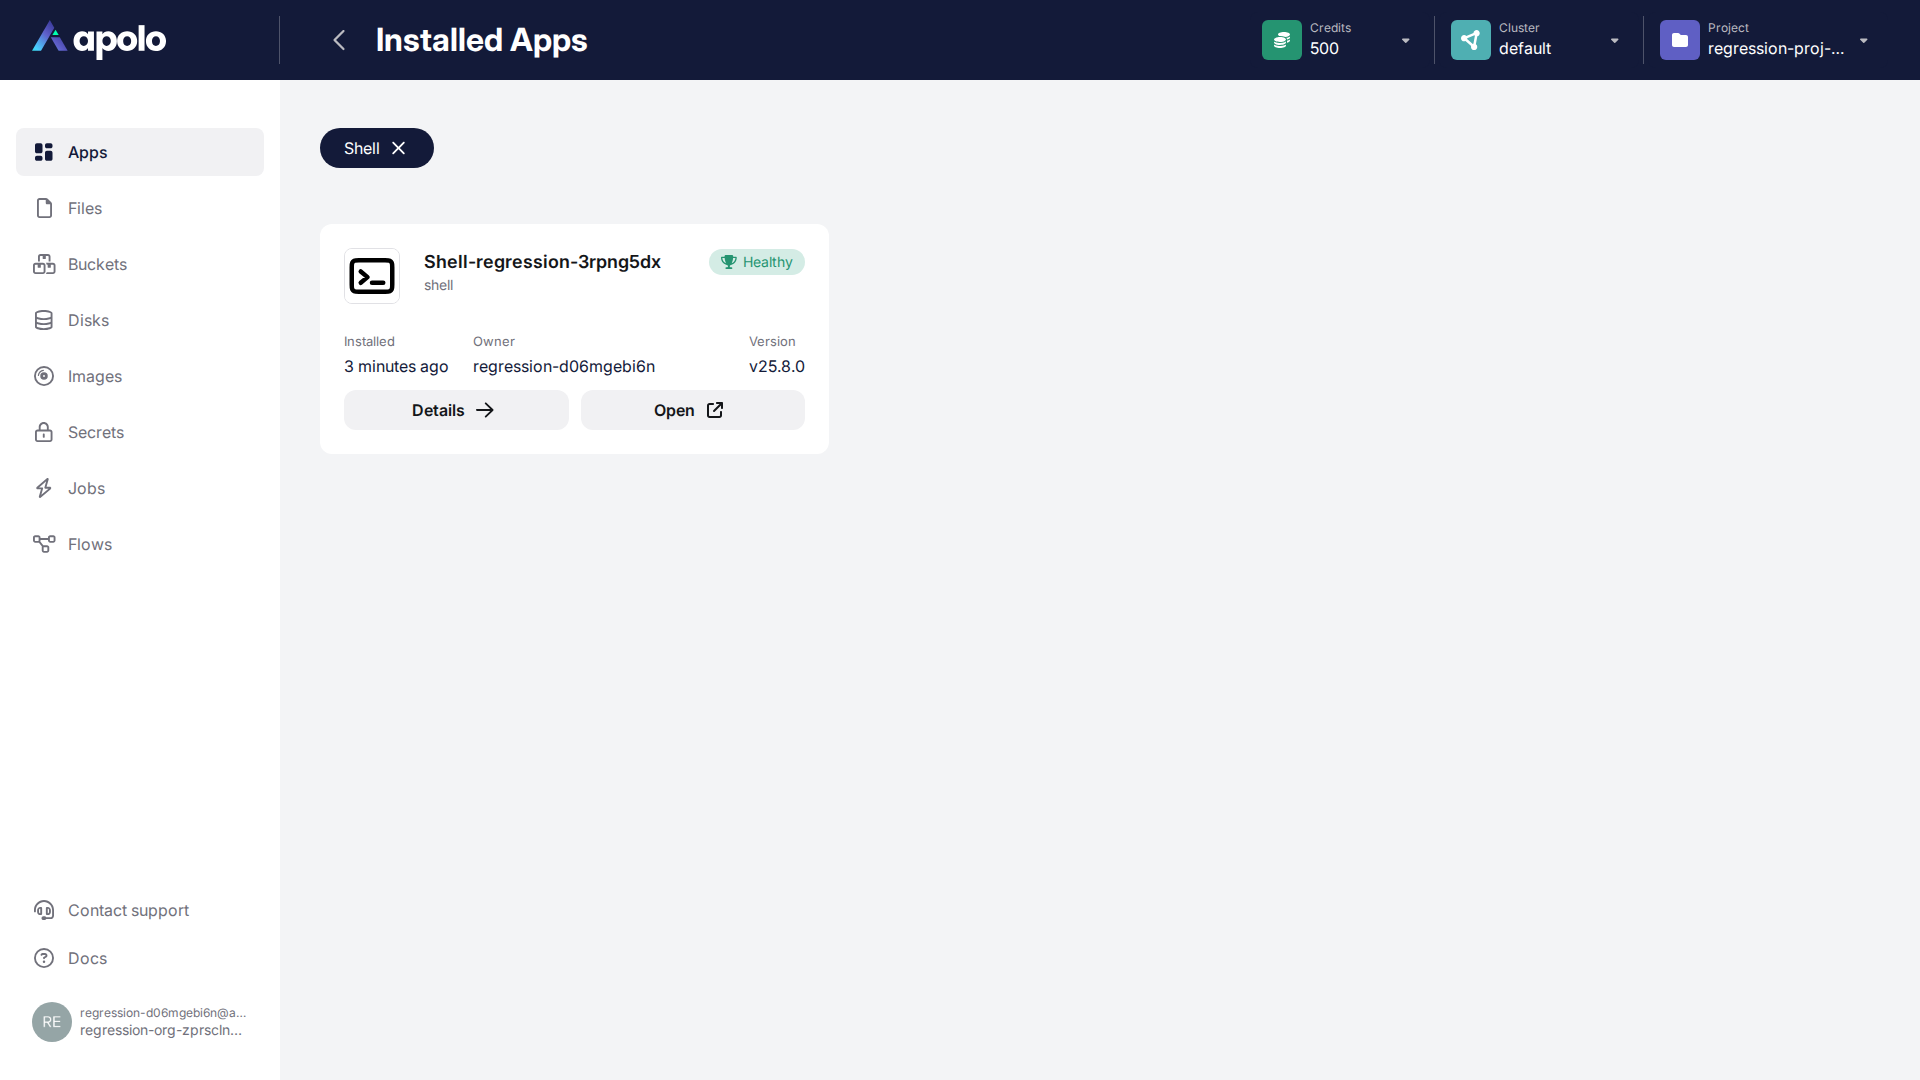 apolo
Installed Apps
Credits
500
Cluster
default
Project
regression-proj-...
Apps
Files
Buckets
Disks
Images
Secrets
Jobs
Flows
Shell
Shell-regression-3rpng5dx
Healthy
shell
Installed
3 minutes ago
Owner
regression-d06mgebi6n
Version
v25.8.0
Details
Open
Contact support
Docs
RE
regression-d06mgebi6n@a...
regression-org-zprscln...